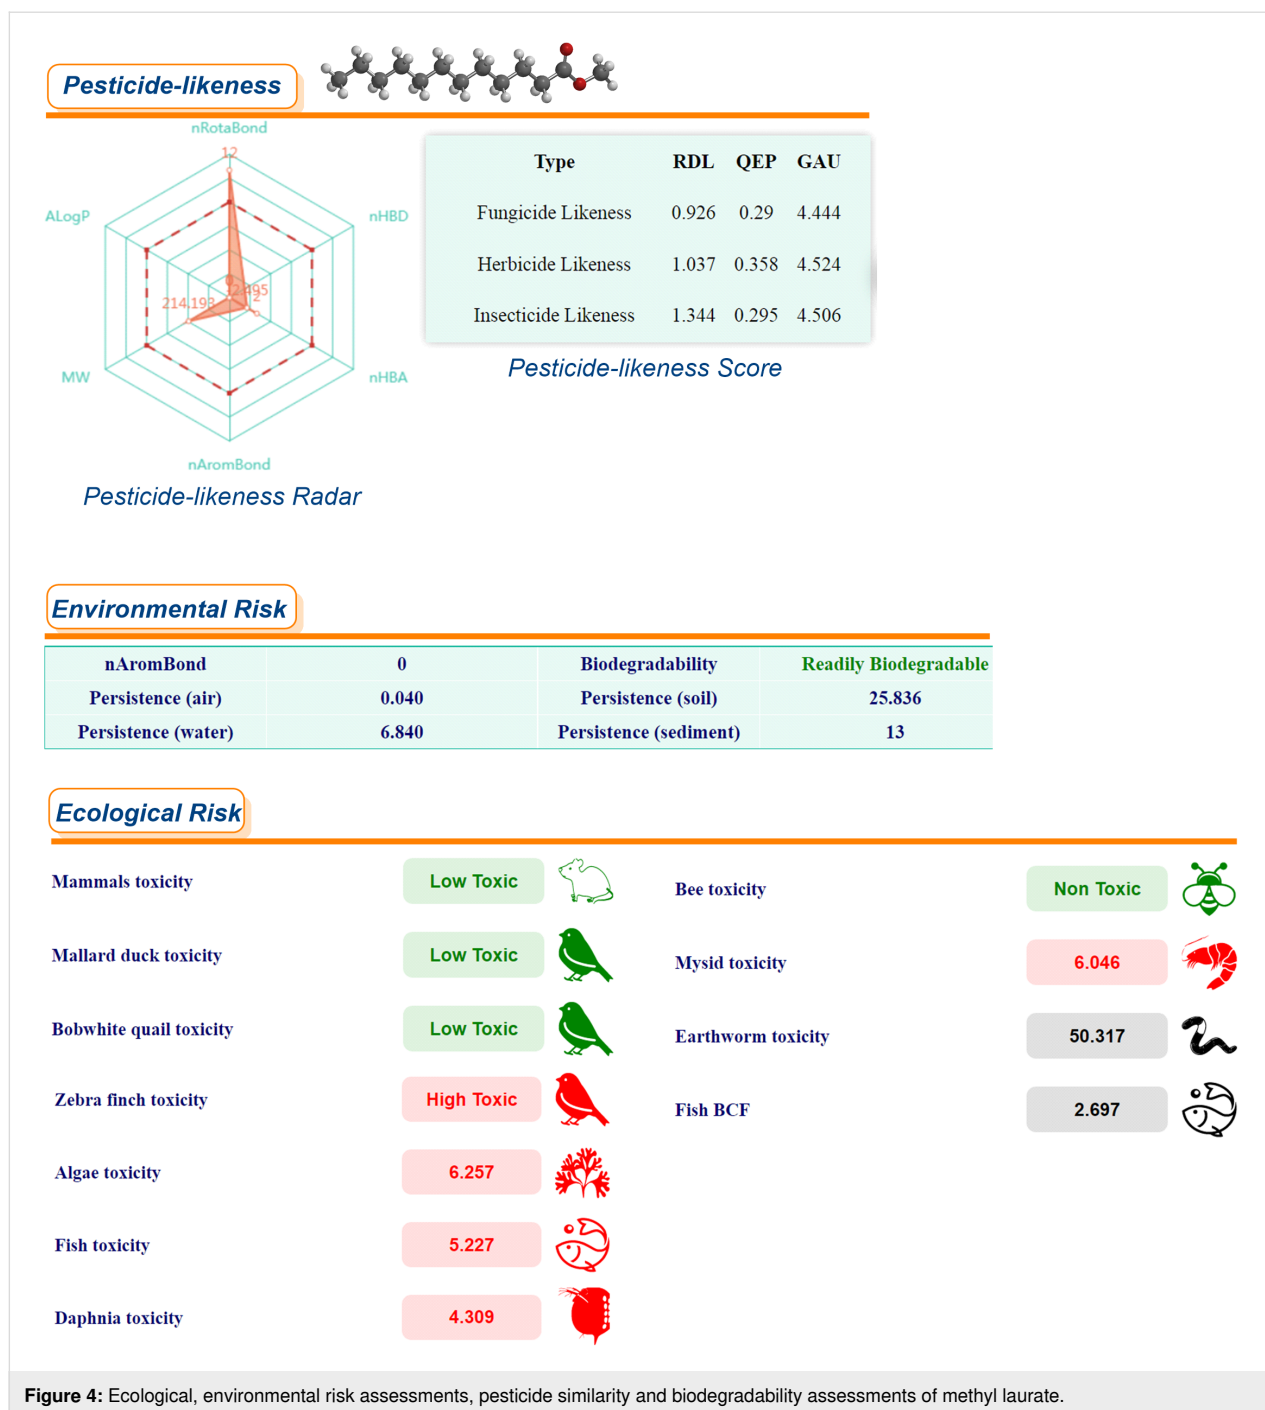 Pesticide-likeness
nRotaBond
12
ALogP
nHBD
0
2
214.193
MW
nHBA
nAromBond
Pesticide-likeness Radar
Type RDL QEP GAU
Fungicide Likeness 0.926 0.29 4.444
Herbicide Likeness 1.037 0.358 4.524
Insecticide Likeness 1.344 0.295 4.506
Pesticide-likeness Score
Environmental Risk
nAromBond 0 Biodegradability Readily Biodegradable
Persistence (air) 0.040 Persistence (soil) 25.836
Persistence (water) 6.840 Persistence (sediment) 13
Ecological Risk
Mammals toxicity Low Toxic
Mallard duck toxicity Low Toxic
Bobwhite quail toxicity Low Toxic
Zebra finch toxicity High Toxic
Algae toxicity 6.257
Fish toxicity 5.227
Daphnia toxicity 4.309
Bee toxicity Non Toxic
Mysid toxicity 6.046
Earthworm toxicity 50.317
Fish BCF 2.697
Figure 4: Ecological, environmental risk assessments, pesticide similarity and biodegradability assessments of methyl laurate.